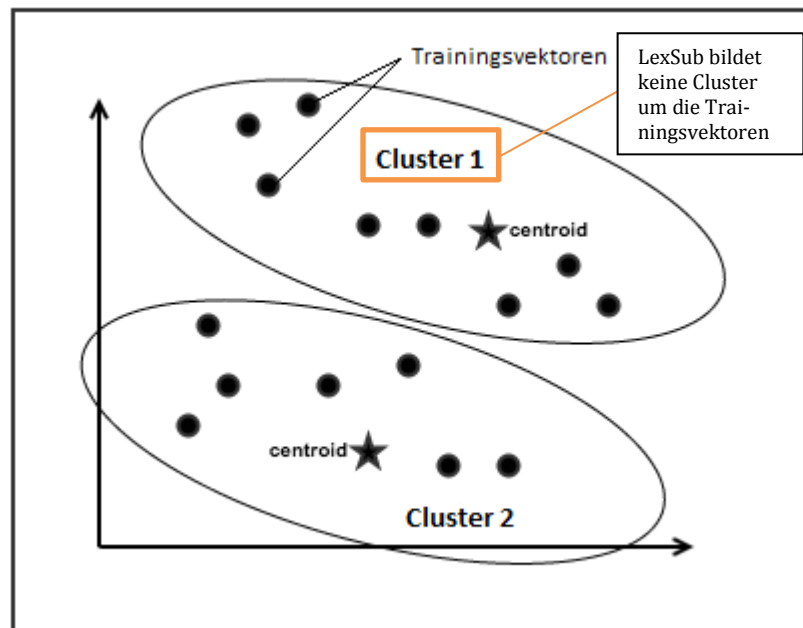 Trainingsvektoren
LexSub bildet
keine Cluster
um die Trai-
ningsvektoren
Cluster 1
centroid
centroid
Cluster 2